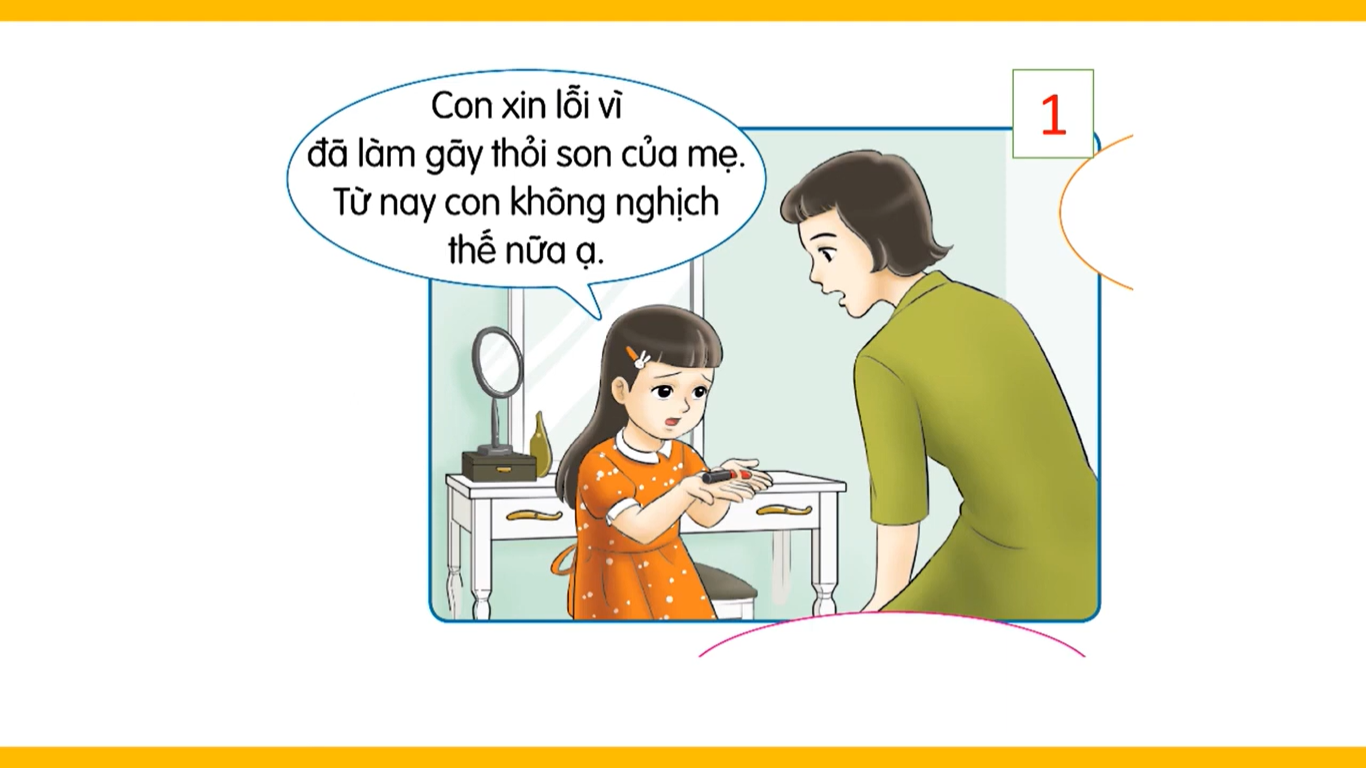 Con xin lỗi vì
đã làm gãy thỏi son của mẹ.
Từ nay con không nghịch
thế nữa ạ.
1